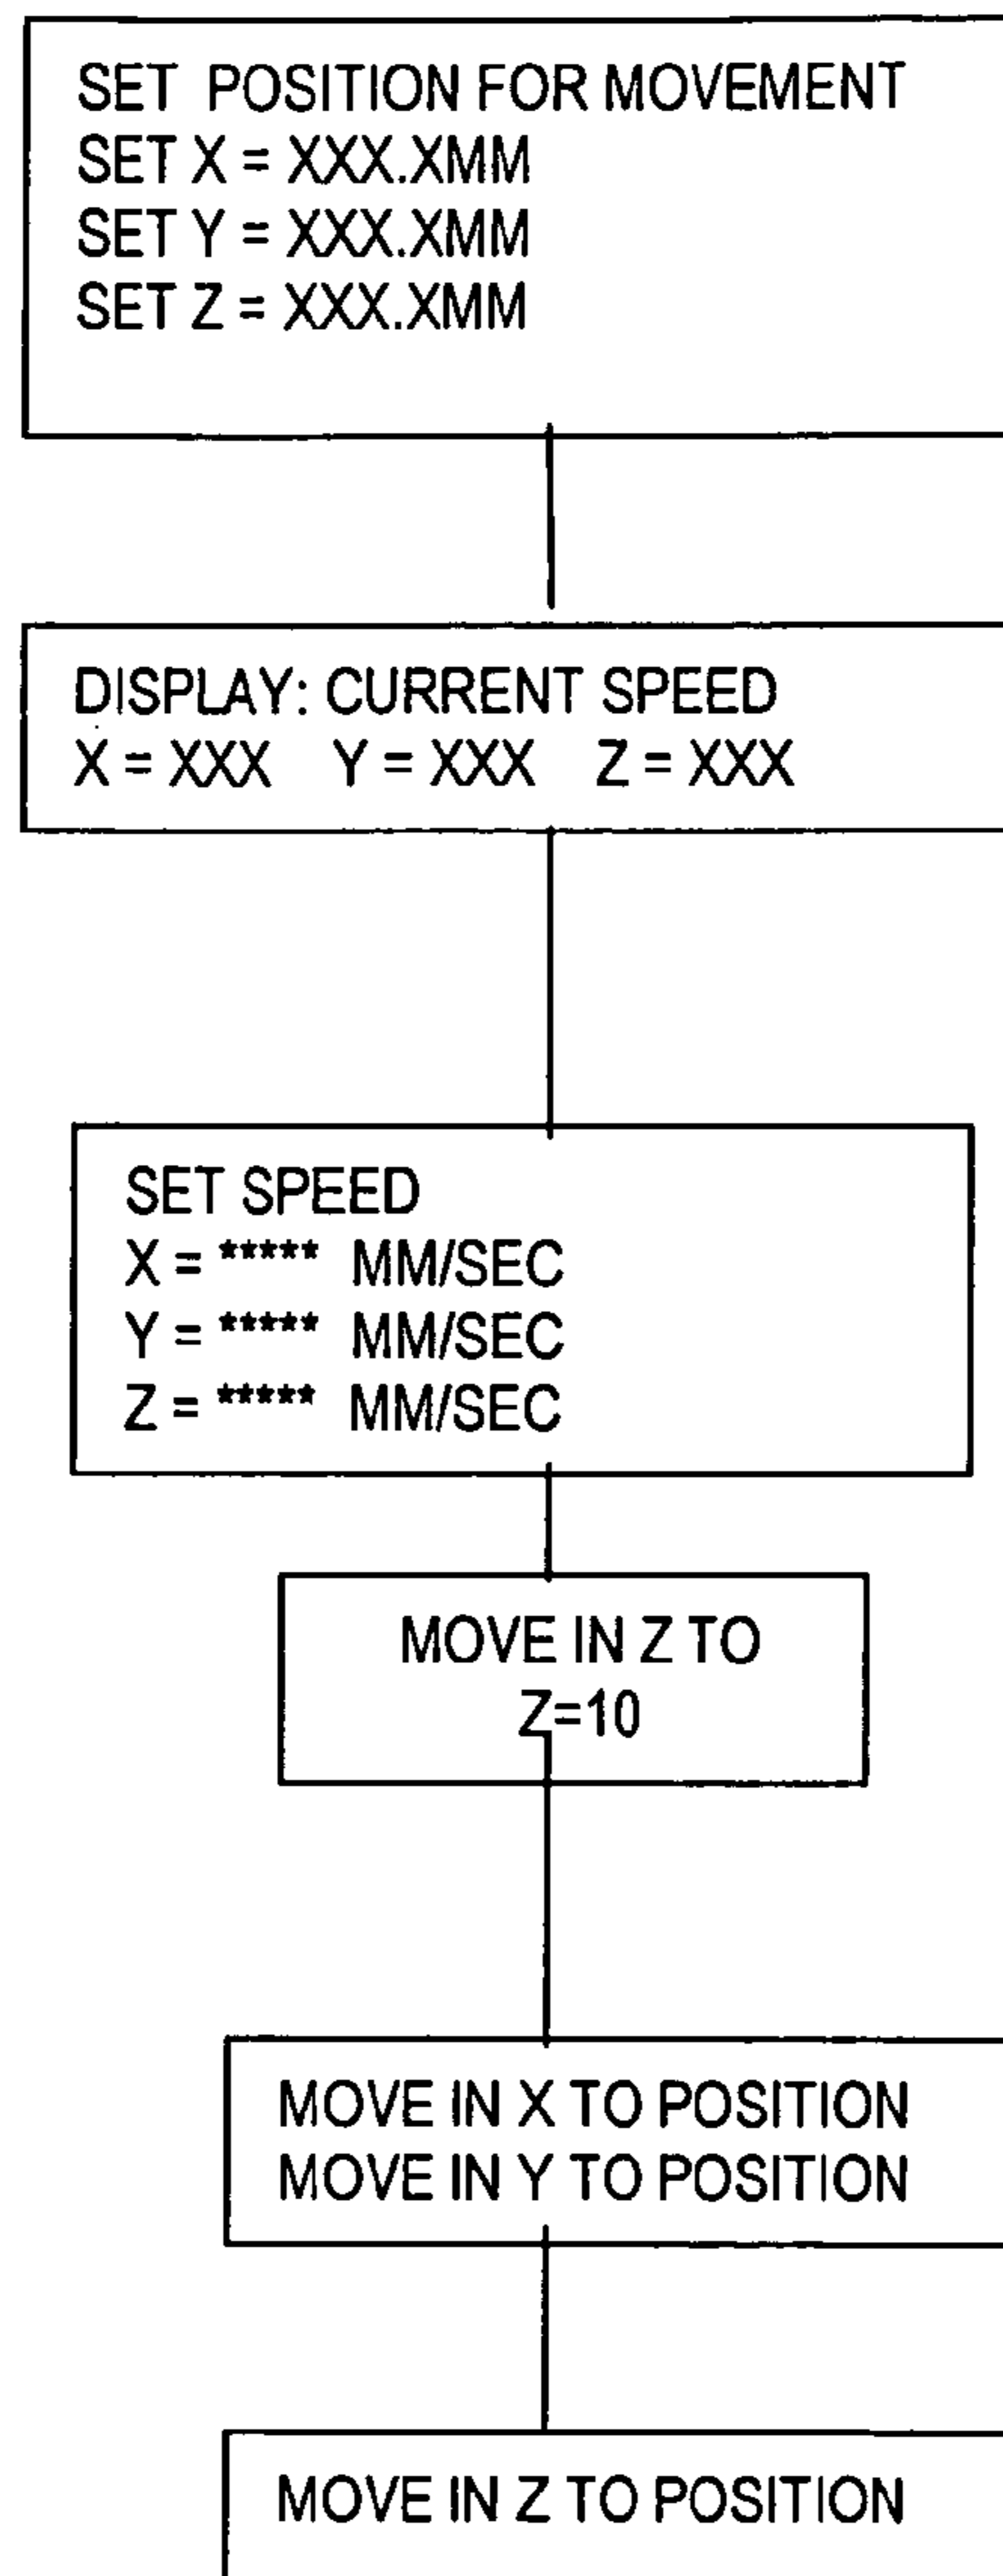 SET POSITION FOR MOVEMENT
SET X = XXX.XMM
SET Y = XXX.XMM
SET Z = XXX.XMM
DISPLAY: CURRENT SPEED
X = XXX Y = XXX Z = XXX
SET SPEED
X = ***** MM/SEC
Y = ***** MM/SEC
Z = ***** MM/SEC
MOVE IN Z TO
Z=10
MOVE IN X TO POSITION
MOVE IN Y TO POSITION
MOVE IN Z TO POSITION